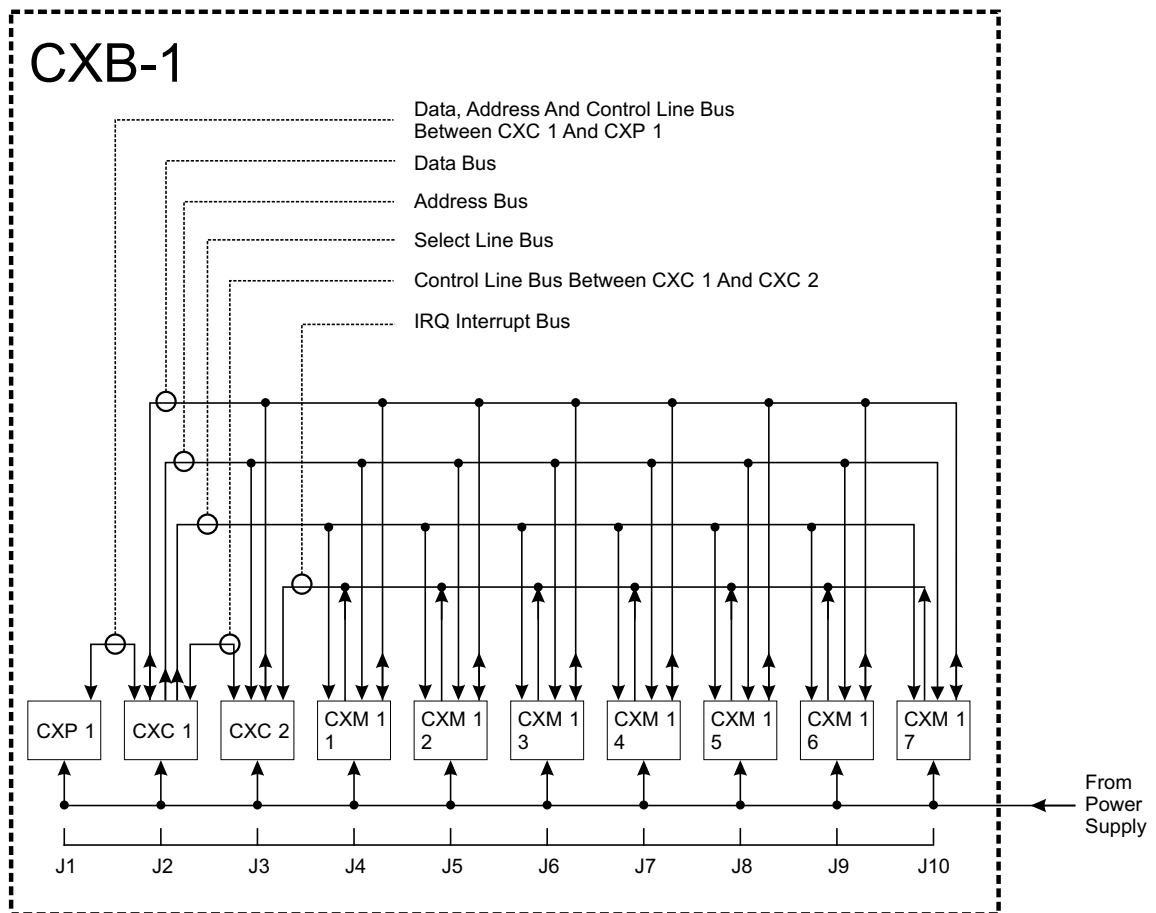 CXB-1
Data, Address And Control Line Bus
Between CXC 1 And CXP 1
Data Bus
Address Bus
Select Line Bus
Control Line Bus Between CXC 1 And CXC 2
IRQ Interrupt Bus
CXP 1
CXC 1
CXC 2
CXM 1
1
CXM 1
2
CXM 1
3
CXM 1
4
CXM 1
5
CXM 1
6
CXM 1
7
From
Power
Supply
J1
J2
J3
J4
J5
J6
J7
J8
J9
J10